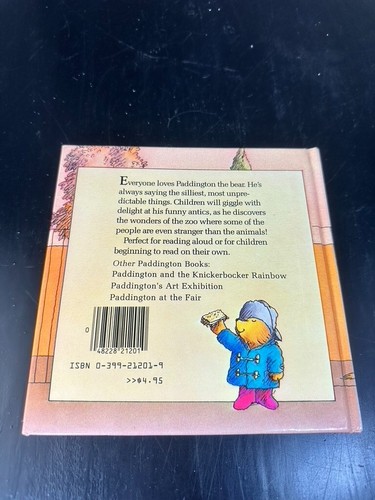 Everyone loves Paddington the bear. He's
always saying the silliest, most unpre-
dictable things. Children will giggle with
delight at his funny antics, as he discovers
the wonders of the zoo where some of the
people are even stranger than the animals!
Perfect for reading aloud or for children
beginning to read on their own.
Other Paddington Books:
Paddington and the Knickerbocker Rainbow
Paddington's Art Exhibition
Paddington at the Fair
0
48228"21201
ISBN 0-399-21201-9
>>$4.95